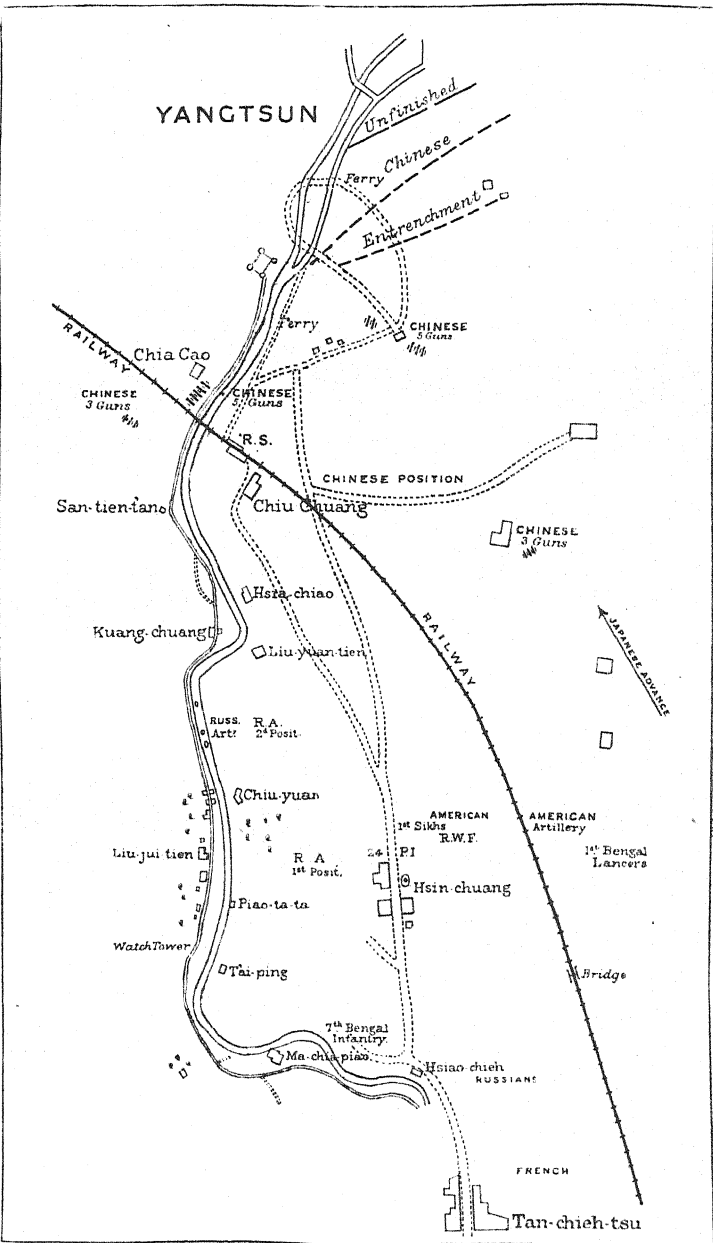 YANGTSUN
Unfinished
Chinese
Ferry
Entrenchment
Ferry
CHINESE
5 Guns
RAILWAY
Chia Cao
CHINESE
3 Guns
CHINESE
5 Guns
R.S.
CHINESE POSITION
San-tien-fan
Chiu Chuang
CHINESE
3 Guns
Hsia-chiao
Kuang-chuang
Liu-yuan-tien
RAILWAY
JAPANESE ADVANCE
RUSS. R.A.
Arty 2d Posit.
Chiu-yuan
AMERICAN AMERICAN
1st Sikhs Artillery
R.W.F.
Liu-jui-tien
R A
1st Posit.
24 P.I
1st Bengal
Lancers
Hsin-chuang
Piao-ta-ta
Watch Tower
Tai-ping
Bridge
7th Bengal
Infantry.
Ma-chia-piao
Hsiao-chieh
RUSSIANS
FRENCH
Tan-chieh-tsu